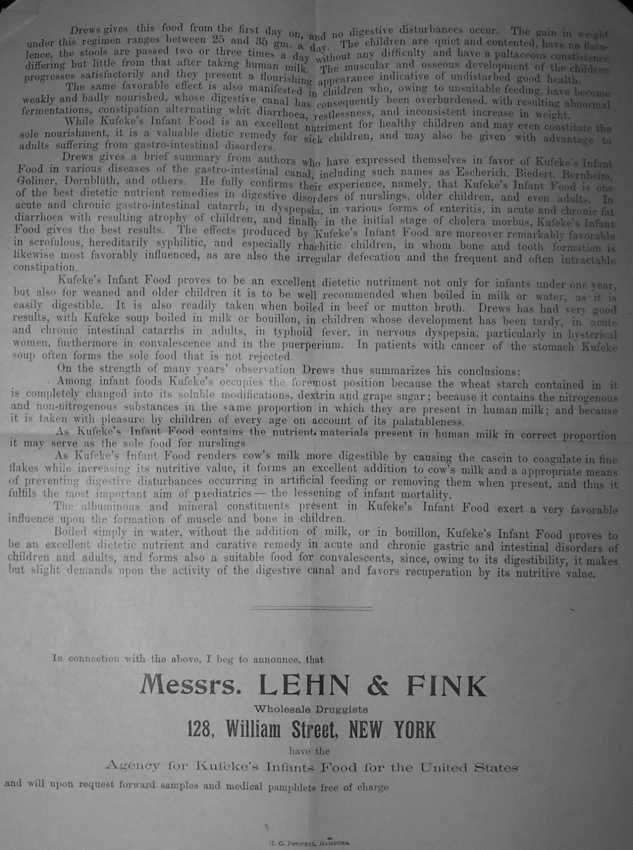 Drews gives this food from the first day on, and no digestive disturbances occur. The gain in weight
under this regimen ranges between 25 and 35 gm. a day. The children are quiet and contented, have no flatu-
lence, the stools are passed two or three times a day without any difficulty and have a pultaceous consistence
differing but little from that after taking human milk. The muscular and osseous development of the children
progresses satisfactorily and they present a flourishing appearance indicative of undisturbed good health.
The same favorable effect is also manifested in children who, owing to unsuitable feeding, have become
weakly and badly nourished, whose digestive canal has consequently been overburdened, with resulting abnormal
fermentations, constipation alternating whit diarrhoea, restlessness, and inconsistent increase in weight.
While Kufeke's Infant Food is an excellent nutriment for healthy children and may even constitute the
sole nourishment, it is a valuable dietic remedy for sick children, and may also be given with advantage to
adults suffering from gastro-intestinal disorders.
Drews gives a brief summary from authors who have expressed themselves in favor of Kufeke's Infant
Food in various diseases of the gastro-intestinal canal, including such names as Escherich, Biedert, Bernheim,
Goliner, Dornblüth, and others. He fully confirms their experience, namely, that Kufeke's Infant Food is one
of the best dietetic nutrient remedies in digestive disorders of nurslings, older children, and even adults. In
acute and chronic gastro-intestinal catarrh, in dyspepsia, in various forms of enteritis, in acute and chronic fat
diarrhoea with resulting atrophy of children, and finally in the initial stage of cholera morbus, Kufeke's Infant
Food gives the best results. The effects produced by Kufeke's Infant Food are moreover remarkably favorable
in scrofulous, hereditarily syphilitic, and especially rhachitic children, in whom bone and tooth formation is
likewise most favorably influenced, as are also the irregular defecation and the frequent and often intractable
constipation.
Kufeke's Infant Food proves to be an excellent dietetic nutriment not only for infants under one year,
but also for weaned and older children it is to be well recommended when boiled in milk or water, as it is
easily digestible. It is also readily taken when boiled in beef or mutton broth. Drews has had very good
results, with Kufeke soup boiled in milk or bouillon, in children whose development has been tardy, in acute
and chronic intestinal catarrhs in adults, in typhoid fever, in nervous dyspepsia, particularly in hysterical
women, furthermore in convalescence and in the puerperium. In patients with cancer of the stomach Kufeke
soup often forms the sole food that is not rejected.
On the strength of many years' observation Drews thus summarizes his conclusions:
Among infant foods Kufeke's occupies the foremost position because the wheat starch contained in it
is completely changed into its soluble modifications, dextrin and grape sugar; because it contains the nitrogenous
and non-nitrogenous substances in the same proportion in which they are present in human milk; and because
it is taken with pleasure by children of every age on account of its palatableness.
As Kufeke's Infant Food contains the nutrient materials present in human milk in correct proportion
it may serve as the sole food for nurslings
As Kufeke's Infant Food renders cow's milk more digestible by causing the casein to coagulate in fine
flakes while increasing its nutritive value, it forms an excellent addition to cow's milk and a appropriate means
of preventing digestive disturbances occurring in artificial feeding or removing them when present, and thus it
fulfils the most important aim of pediatrics — the lessening of infant mortality.
The albuminous and mineral constituents present in Kufeke's Infant Food exert a very favorable
influence upon the formation of muscle and bone in children.
Boiled simply in water, without the addition of milk, or in bouillon, Kufeke's Infant Food proves to
be an excellent dietetic nutrient and curative remedy in acute and chronic gastric and intestinal disorders of
children and adults, and forms also a suitable food for convalescents, since, owing to its digestibility, it makes
but slight demands upon the activity of the digestive canal and favors recuperation by its nutritive value.
In connection with the above, I beg to announce, that
Messrs. LEHN & FINK
Wholesale Druggists
128, William Street, NEW YORK
have the
Agency for Kufeke's Infants Food for the United States
and will upon request forward samples and medical pamphlets free of charge